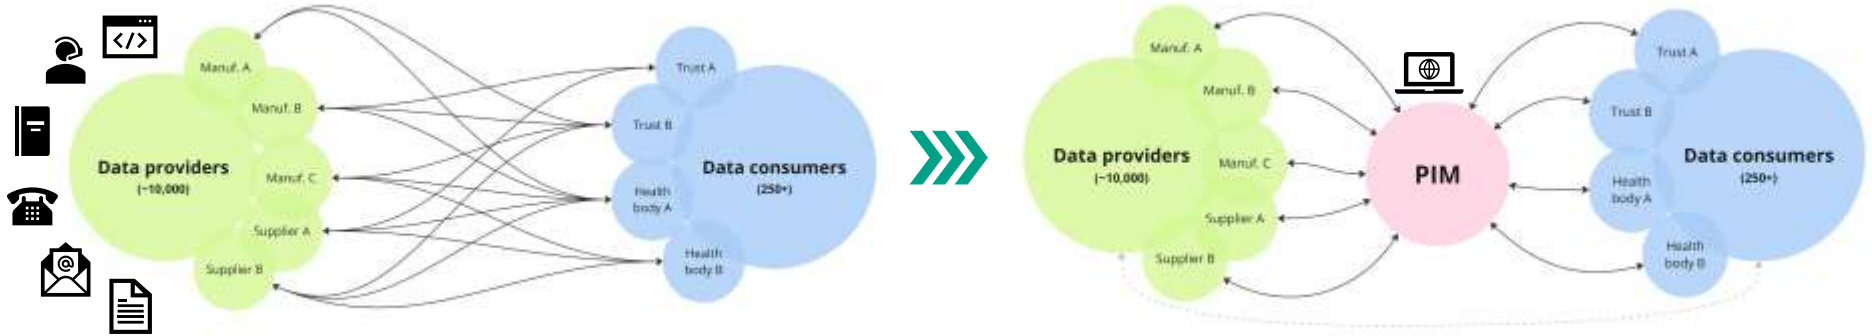 </>
Manuf. A
Manuf. B
Data providers
(~10,000)
Manuf. C
Supplier A
Supplier B
@
Trust A
Trust B
Data consumers
(250+)
Health
body A
Health
body B
Manuf. A
Manuf. B
Data providers
(~10,000)
Manuf. C
Supplier A
Supplier B
PIM
Trust A
Trust B
Data consumers
(250+)
Health
body A
Health
body B